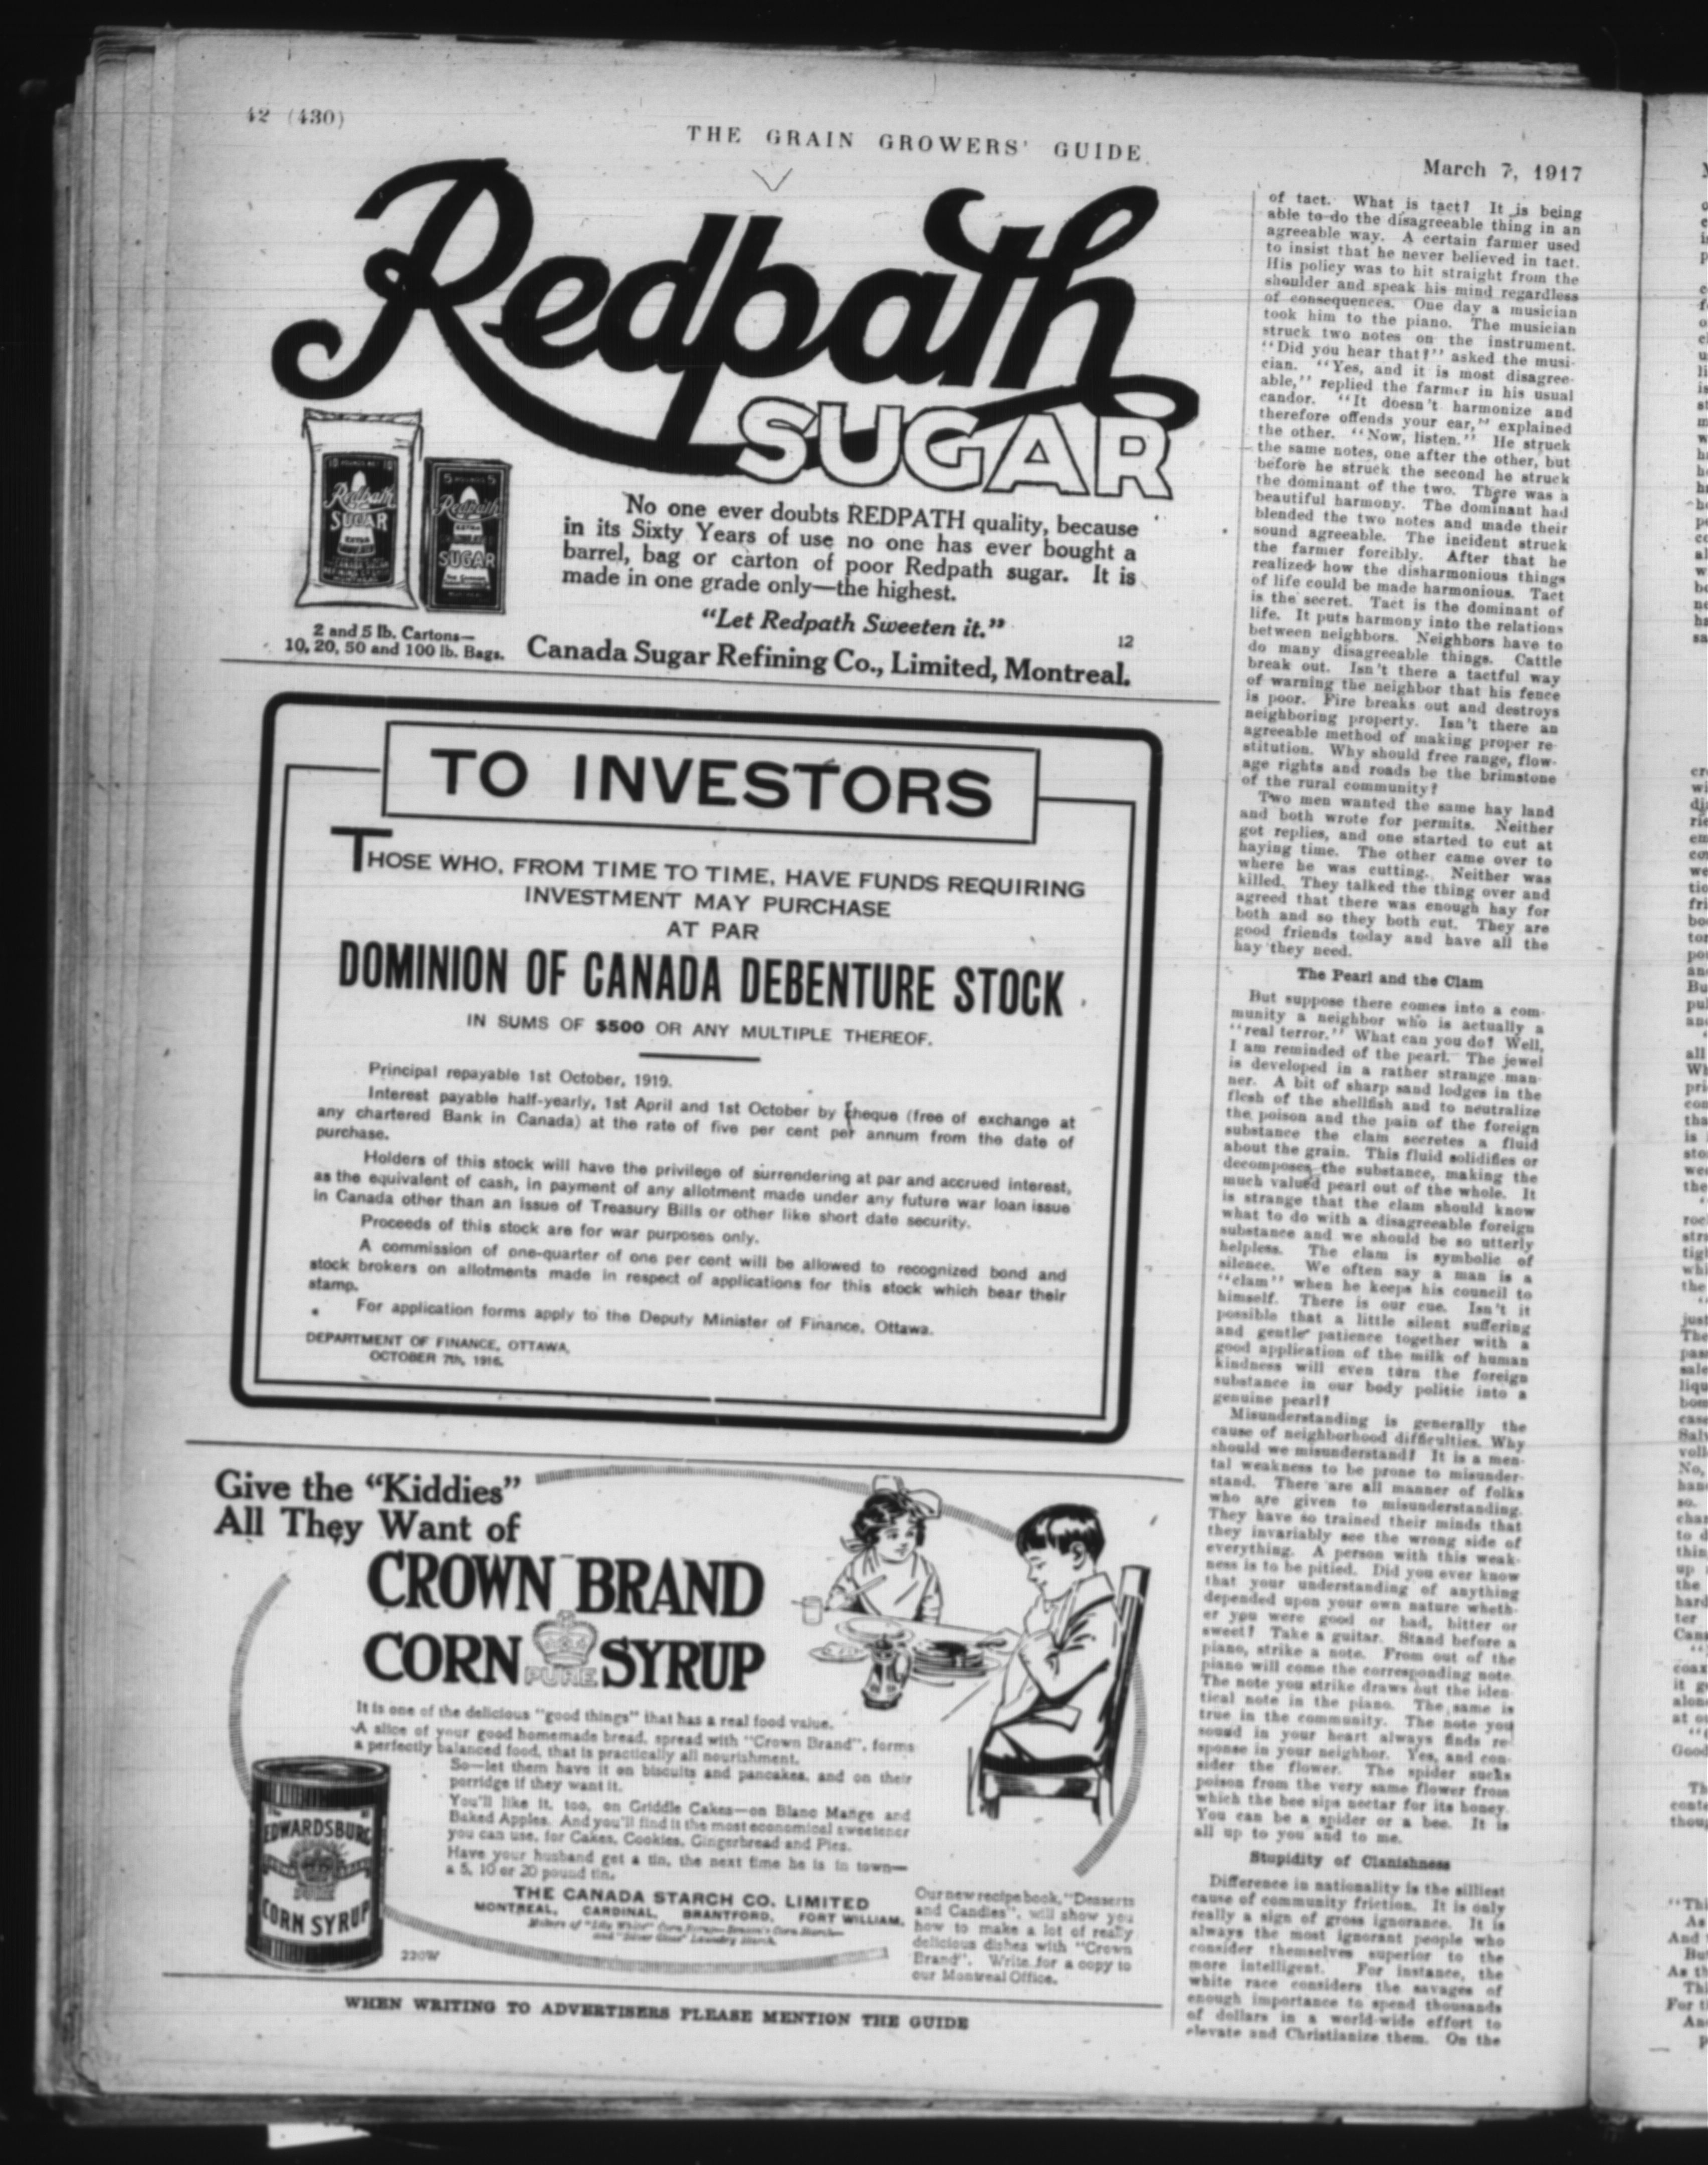 42 (430)
THE GRAIN GROWERS' GUIDE
March 7, 1917
Redpath
SUGAR
Redpath
SUGAR
Redpath
SUGAR
No one ever doubts REDPATH quality, because
in its Sixty Years of use no one has ever bought a
barrel, bag or carton of poor Redpath sugar. It is
made in one grade only—the highest.
"Let Redpath Sweeten it."
12
2 and 5 lb. Cartons—
10, 20, 50 and 100 lb. Bags.
Canada Sugar Refining Co., Limited, Montreal.
TO INVESTORS
THOSE WHO, FROM TIME TO TIME, HAVE FUNDS REQUIRING
INVESTMENT MAY PURCHASE
AT PAR
DOMINION OF CANADA DEBENTURE STOCK
IN SUMS OF $500 OR ANY MULTIPLE THEREOF.
Principal repayable 1st October, 1919.
Interest payable half-yearly, 1st April and 1st October by cheque (free of exchange at
any chartered Bank in Canada) at the rate of five per cent per annum from the date of
purchase.
Holders of this stock will have the privilege of surrendering at par and accrued interest,
as the equivalent of cash, in payment of any allotment made under any future war loan issue
in Canada other than an issue of Treasury Bills or other like short date security.
Proceeds of this stock are for war purposes only.
A commission of one-quarter of one per cent will be allowed to recognized bond and
stock brokers on allotments made in respect of applications for this stock which bear their
stamp.
For application forms apply to the Deputy Minister of Finance, Ottawa.
DEPARTMENT OF FINANCE, OTTAWA,
OCTOBER 7th, 1916.
Give the "Kiddies"
All They Want of
CROWN BRAND
CORN SYRUP
PURE
It is one of the delicious "good things" that has a real food value.
A slice of your good homemade bread, spread with "Crown Brand", forms
a perfectly balanced food, that is practically all nourishment.
So—let them have it on biscuits and pancakes, and on their
porridge if they want it.
You'll like it, too, on Griddle Cakes—on Blanc Mange and
Baked Apples. And you'll find it the most economical sweetener
you can use, for Cakes, Cookies, Gingerbread and Pies.
Have your husband get a tin, the next time he is in town—
a 5, 10 or 20 pound tin.
THE CANADA STARCH CO. LIMITED
MONTREAL, CARDINAL, BRANTFORD, FORT WILLIAM.
Makers of "Lily White" Corn Syrup—Benson's Corn Starch—
and "Silver Gloss" Laundry Starch.
220W
EDWARDSBURG
CORN SYRUP
Our new recipe book, "Desserts
and Candies", will show you
how to make a lot of really
delicious dishes with "Crown
Brand". Write for a copy to
our Montreal Office.
WHEN WRITING TO ADVERTISERS PLEASE MENTION THE GUIDE
of tact. What is tact? It is being
able to do the disagreeable thing in an
agreeable way. A certain farmer used
to insist that he never believed in tact.
His policy was to hit straight from the
shoulder and speak his mind regardless
of consequences. One day a musician
took him to the piano. The musician
struck two notes on the instrument.
"Did you hear that?" asked the musi-
cian. "Yes, and it is most disagree-
able," replied the farmer in his usual
candor. "It doesn't harmonize and
therefore offends your ear," explained
the other. "Now, listen." He struck
the same notes, one after the other, but
before he struck the second he struck
the dominant of the two. There was a
beautiful harmony. The dominant had
blended the two notes and made their
sound agreeable. The incident struck
the farmer forcibly. After that he
realized how the disharmonious things
of life could be made harmonious. Tact
is the secret. Tact is the dominant of
life. It puts harmony into the relations
between neighbors. Neighbors have to
do many disagreeable things. Cattle
break out. Isn't there a tactful way
of warning the neighbor that his fence
is poor. Fire breaks out and destroys
neighboring property. Isn't there an
agreeable method of making proper re-
stitution. Why should free range, flow-
age rights and roads be the brimstone
of the rural community?
Two men wanted the same hay land
and both wrote for permits. Neither
got replies, and one started to cut at
haying time. The other came over to
where he was cutting. Neither was
killed. They talked the thing over and
agreed that there was enough hay for
both and so they both cut. They are
good friends today and have all the
hay they need.
The Pearl and the Clam
But suppose there comes into a com-
munity a neighbor who is actually a
"real terror." What can you do? Well,
I am reminded of the pearl. The jewel
is developed in a rather strange man-
ner. A bit of sharp sand lodges in the
flesh of the shellfish and to neutralize
the poison and the pain of the foreign
substance the clam secretes a fluid
about the grain. This fluid solidifies or
decomposes the substance, making the
much valued pearl out of the whole. It
is strange that the clam should know
what to do with a disagreeable foreign
substance and we should be so utterly
helpless. The clam is symbolic of
silence. We often say a man is a
"clam" when he keeps his council to
himself. There is our cue. Isn't it
possible that a little silent suffering
and gentle patience together with a
good application of the milk of human
kindness will even turn the foreign
substance in our body politic into a
genuine pearl?
Misunderstanding is generally the
cause of neighborhood difficulties. Why
should we misunderstand? It is a men-
tal weakness to be prone to misunder-
stand. There are all manner of folks
who are given to misunderstanding.
They have so trained their minds that
they invariably see the wrong side of
everything. A person with this weak-
ness is to be pitied. Did you ever know
that your understanding of anything
depended upon your own nature wheth-
er you were good or bad, bitter or
sweet? Take a guitar. Stand before a
piano, strike a note. From out of the
piano will come the corresponding note.
The note you strike draws out the iden-
tical note in the piano. The same is
true in the community. The note you
sound in your heart always finds re-
sponse in your neighbor. Yes, and con-
sider the flower. The spider sucks
poison from the very same flower from
which the bee sips nectar for its honey.
You can be a spider or a bee. It is
all up to you and to me.
Stupidity of Clanishness
Difference in nationality is the silliest
cause of community friction. It is only
really a sign of gross ignorance. It is
always the most ignorant people who
consider themselves superior to the
more intelligent. For instance, the
white race considers the savages of
enough importance to spend thousands
of dollars in a world-wide effort to
elevate and Christianize them. On the